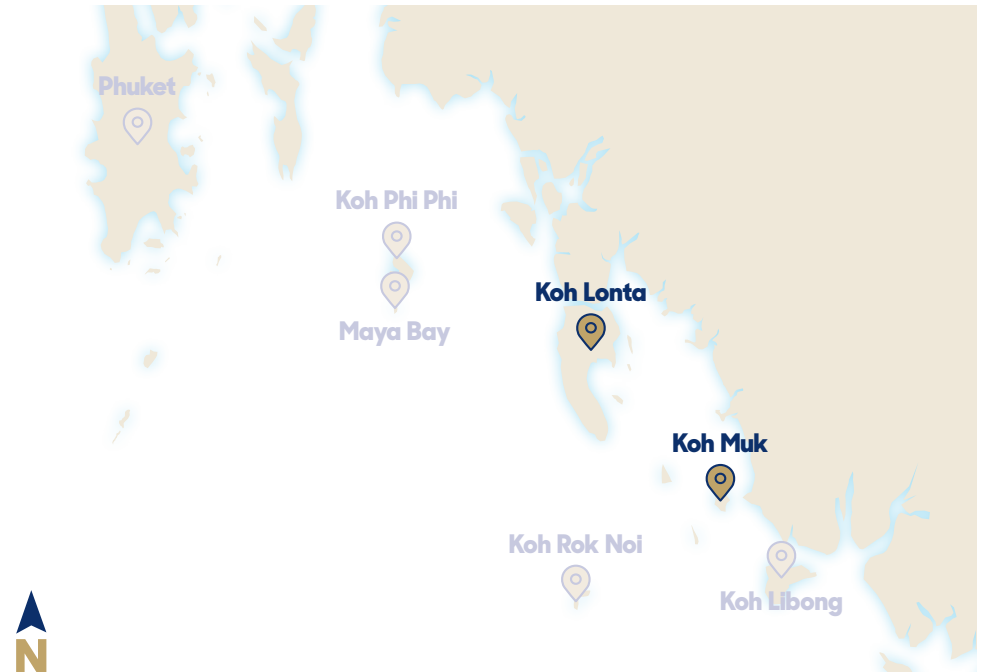 Phuket
Koh Phi Phi
Koh Lonta
Maya Bay
Koh Muk
Koh Rok Noi
Koh Libong
N